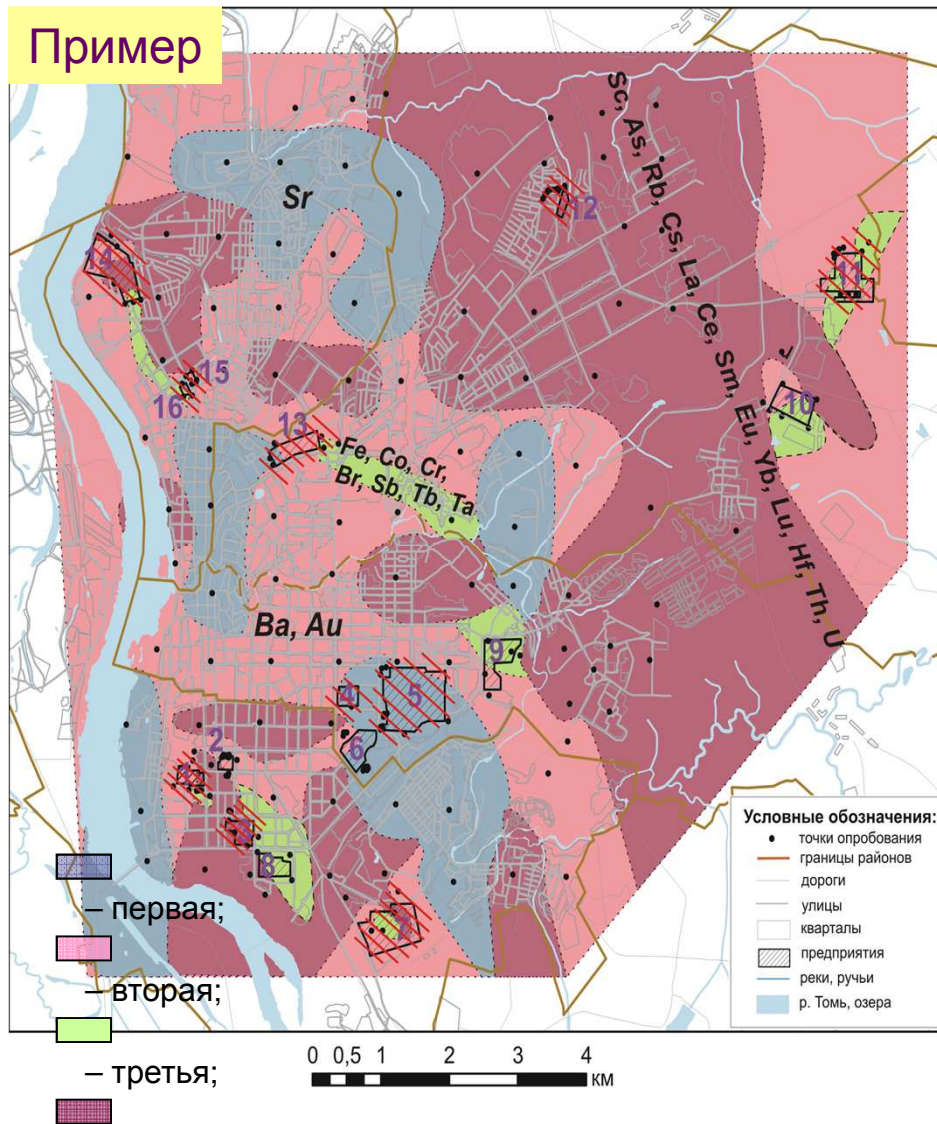 Пример
Sr
Sc, As, Rb, Cs, La, Ce, Sm, Eu, Yb, Lu, Hf, Th, U
12
14
11
15
16
10
13
Fe, Co, Cr,
Br, Sb, Tb, Ta
Ba, Au
9
4
5
6
2
1
3
8
7
Условные обозначения:
точки опробования
границы районов
дороги
улицы
кварталы
предприятия
реки, ручьи
р. Томь, озера
– первая;
– вторая;
– третья;
0 0,5 1 2 3 4
км